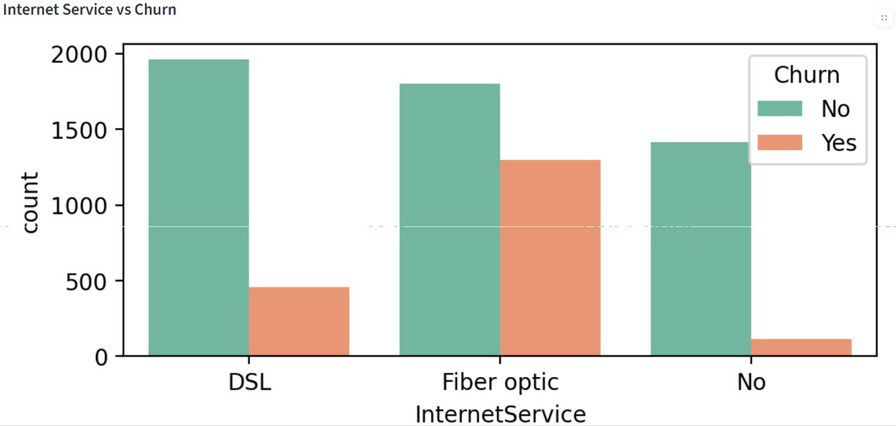 Internet Service vs Churn
2000
1500
1000
500
0
count
Churn
No
Yes
DSL
Fiber optic
No
InternetService